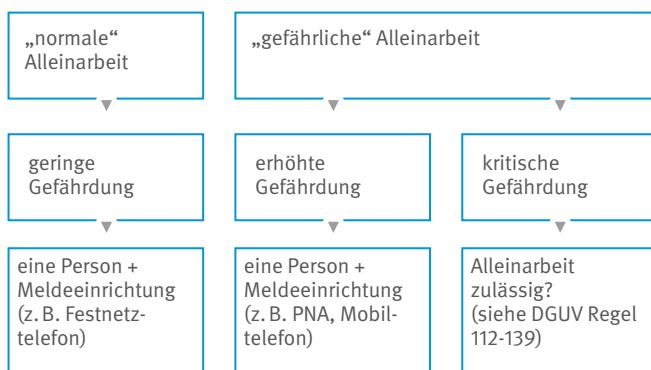 „normale“
Alleinarbeit
„gefährliche“ Alleinarbeit
geringe
Gefährdung
erhöhte
Gefährdung
kritische
Gefährdung
eine Person +
Meldeeinrichtung
(z. B. Festnetz-
telefon)
eine Person +
Meldeeinrichtung
(z. B. PNA, Mobil-
telefon)
Alleinarbeit
zulässig?
(siehe DGUV Regel
112-139)